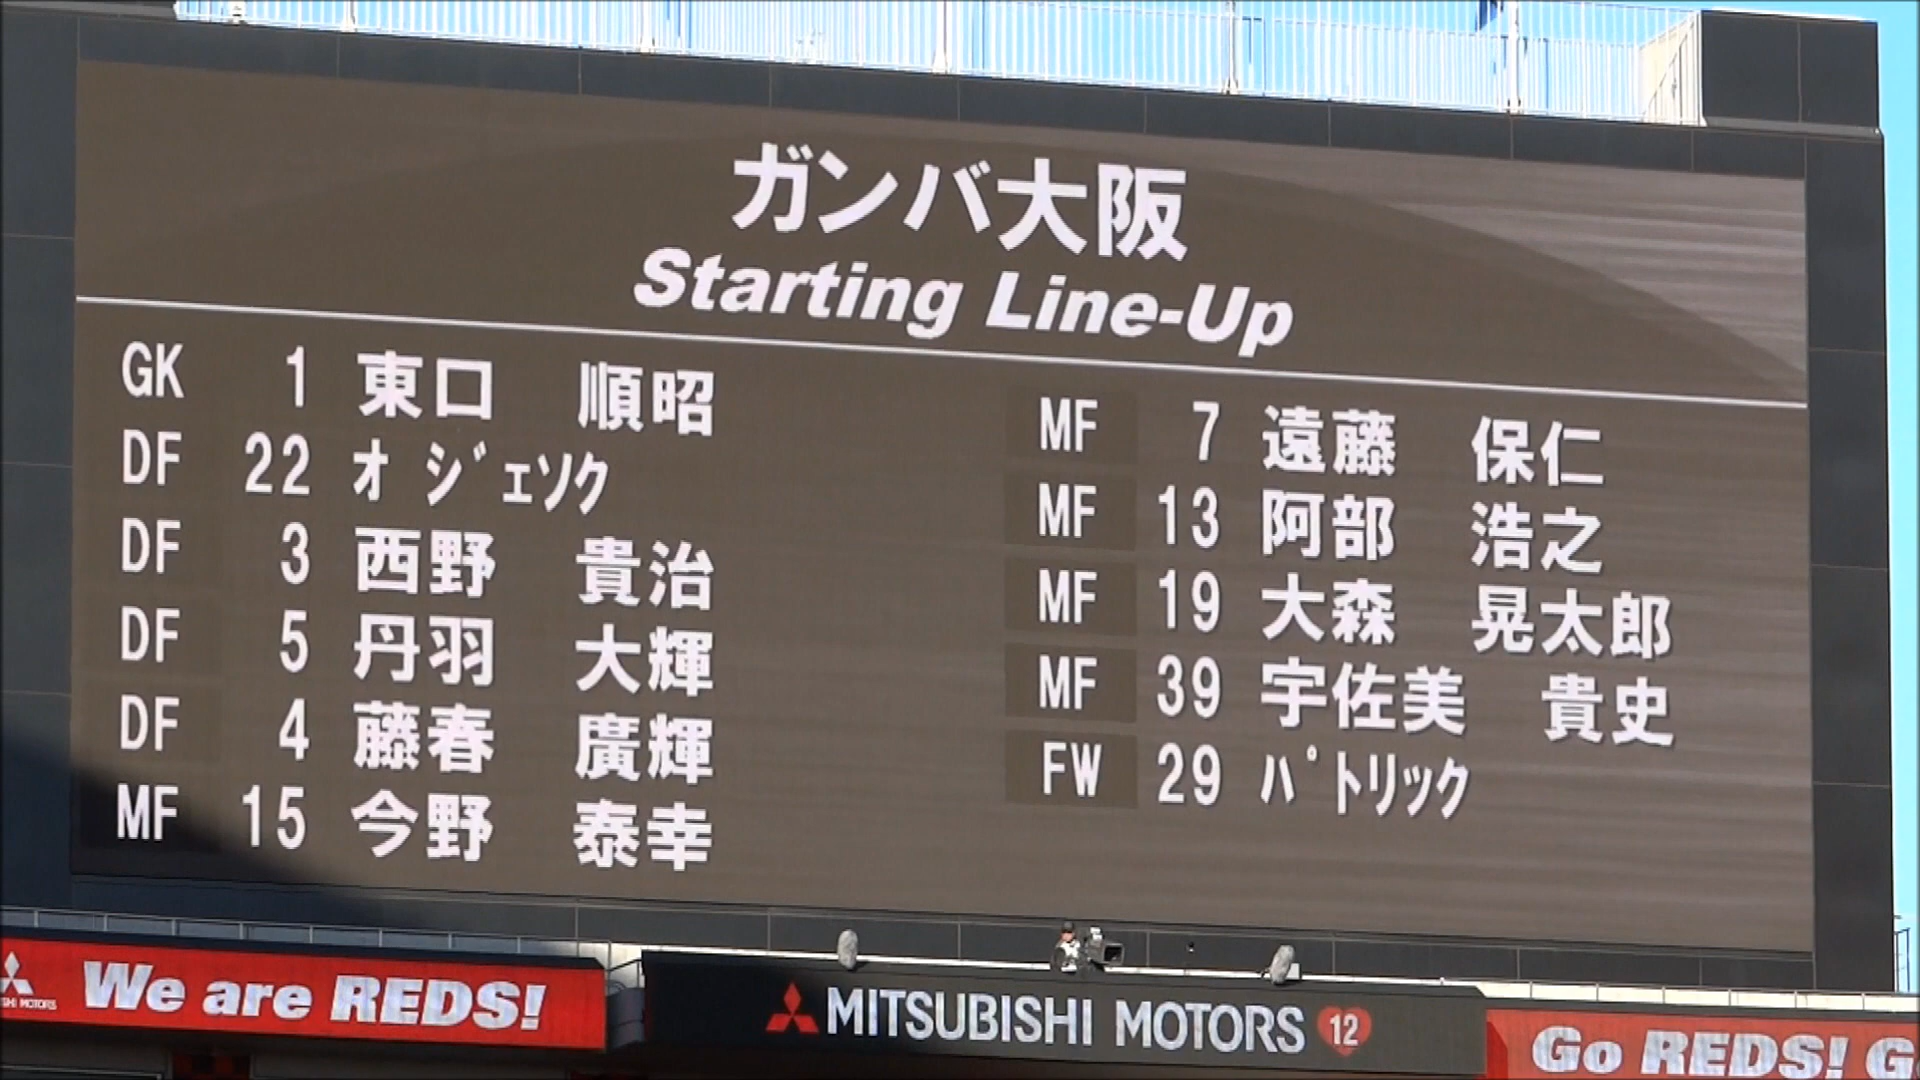 ガンバ大阪
Starting Line-Up
GK 1 東口 順昭
DF 22 オ ジェソク
DF 3 西野 貴治
DF 5 丹羽 大輝
DF 4 藤春 廣輝
MF 15 今野 泰幸
MF 7 遠藤 保仁
MF 13 阿部 浩之
MF 19 大森 晃太郎
MF 39 宇佐美 貴史
FW 29 パトリック
We are REDS!
MITSUBISHI MOTORS 12
Go REDS! G